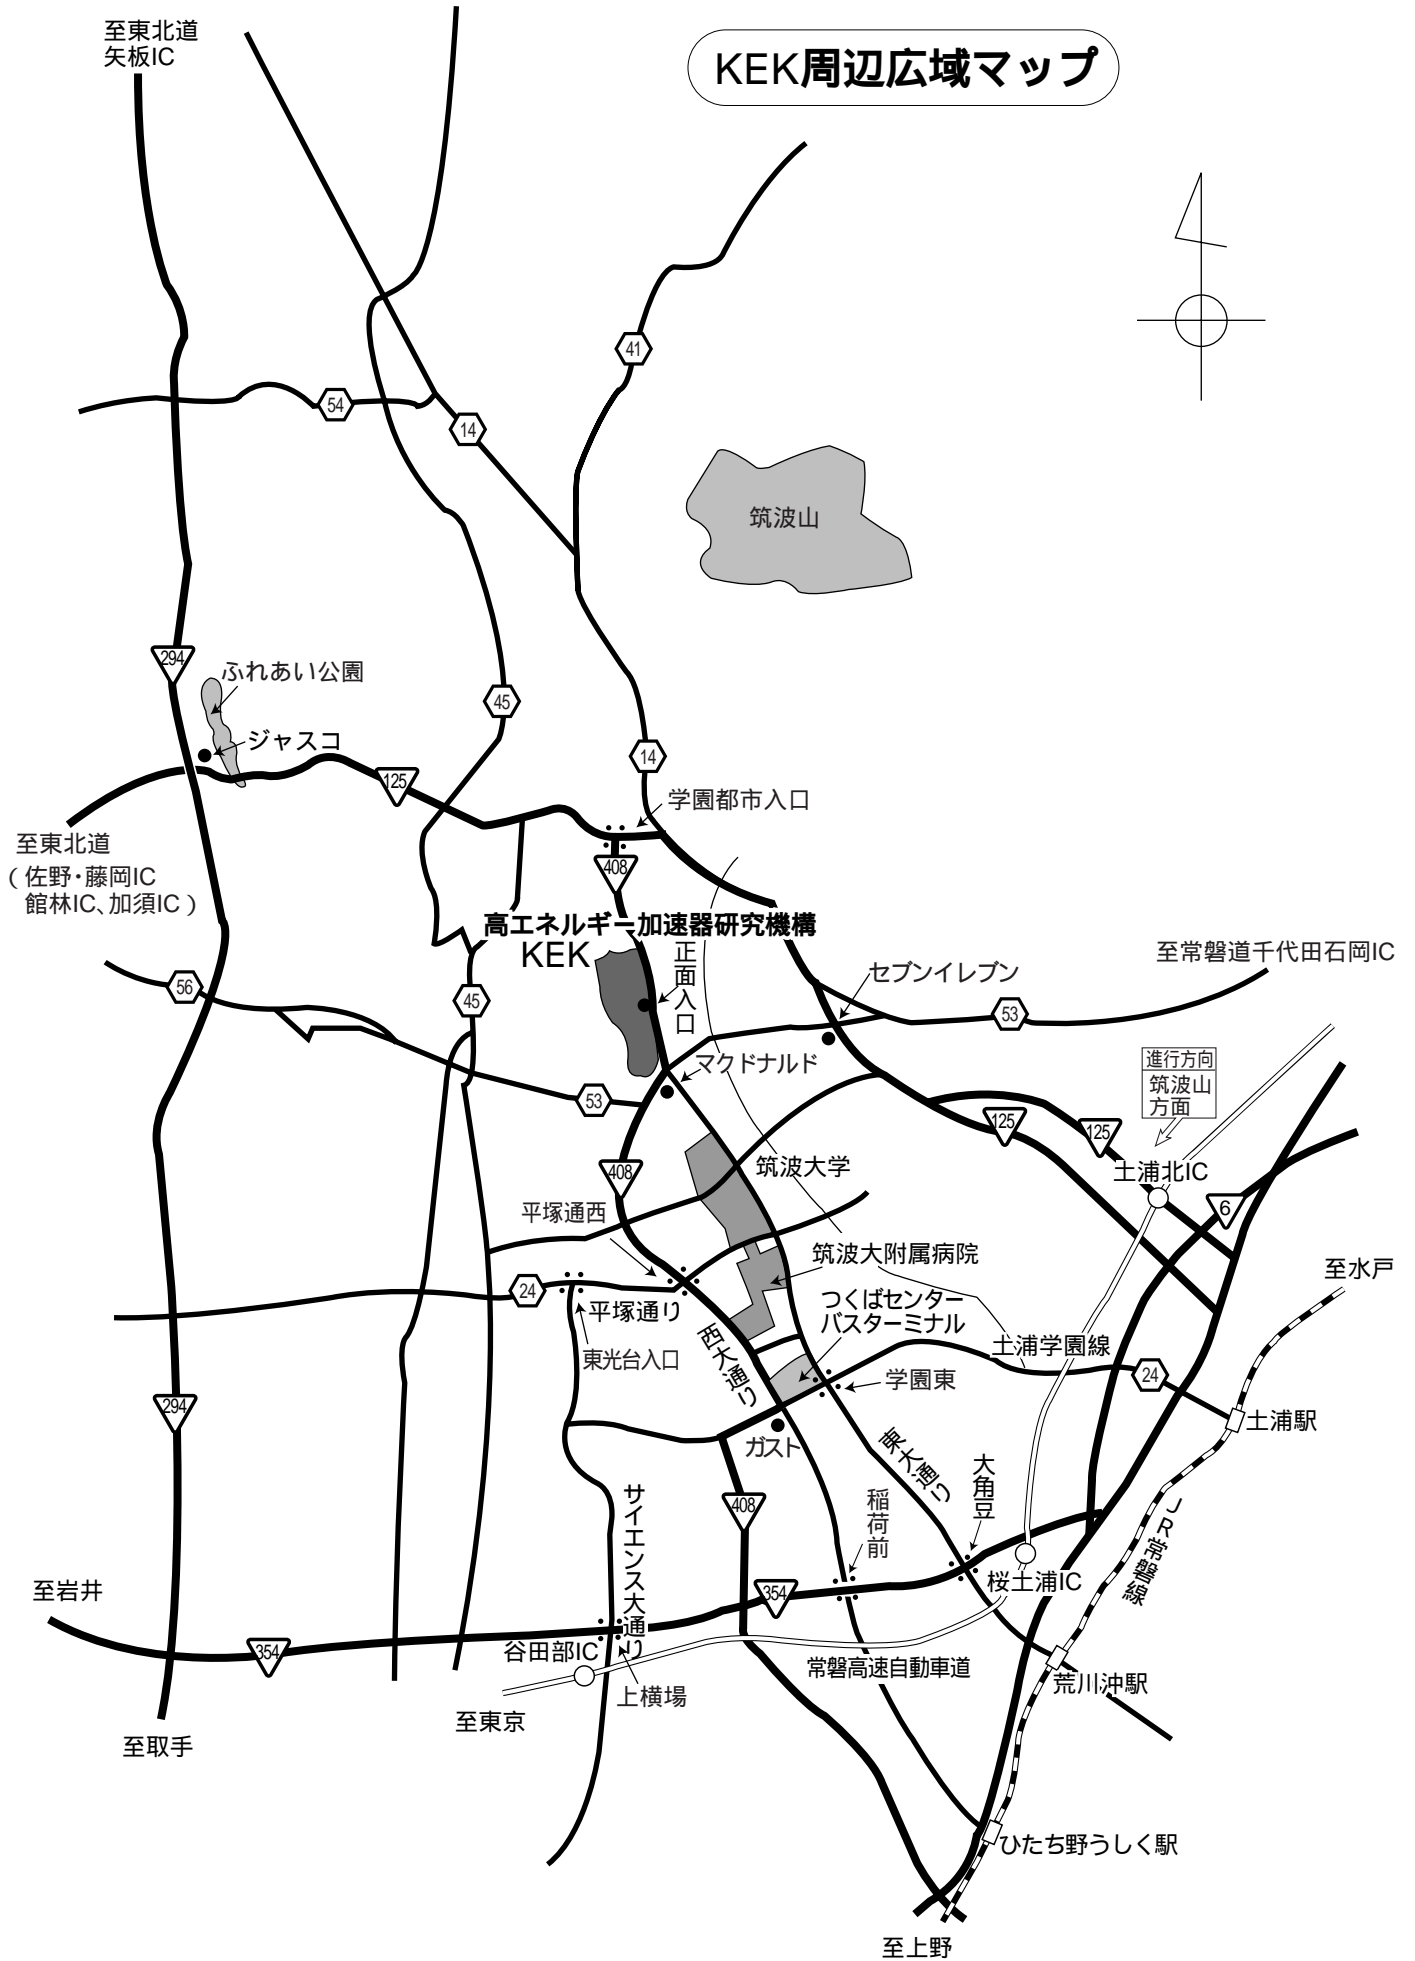 至東北道
矢板IC
KEK周辺広域マップ
41
54
14
筑波山
294
ふれあい公園
45
ジャスコ
14
125
学園都市入口
至東北道
（佐野・藤岡IC
館林IC、加須IC）
408
高エネルギー加速器研究機構
KEK
正面入口
至常磐道千代田石岡IC
セブンイレブン
56
45
53
マクドナルド
進行方向
筑波山
方面
53
125
125
筑波大学
土浦北IC
408
平塚通西
6
筑波大附属病院
至水戸
24
平塚通り
つくばセンター
バスターミナル
西大通り
土浦学園線
東光台入口
学園東
24
294
土浦駅
ガスト
東大通り
大角豆
サイエンス大通り
408
稲荷前
JR常磐線
至岩井
354
桜土浦IC
354
谷田部IC
常磐高速自動車道
荒川沖駅
上横場
至東京
至取手
ひたち野うしく駅
至上野